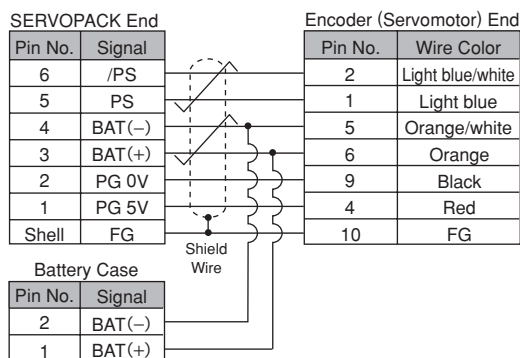 SERVOPACK End
Encoder (Servomotor) End
Pin No. Signal
Pin No. Wire Color
6 /PS
2 Light blue/white
5 PS
1 Light blue
4 BAT(−)
5 Orange/white
3 BAT(+)
6 Orange
2 PG 0V
9 Black
1 PG 5V
4 Red
Shell FG
10 FG
Shield
Wire
Battery Case
Pin No. Signal
2 BAT(−)
1 BAT(+)